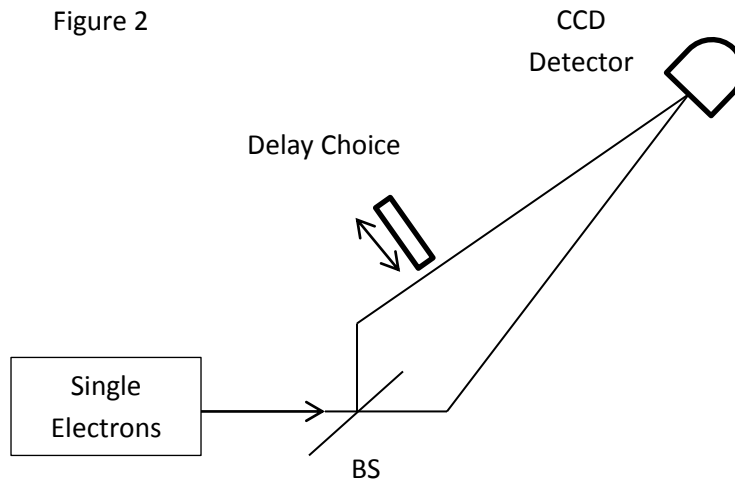 Figure 2
CCD
Detector
Delay Choice
Single
Electrons
BS